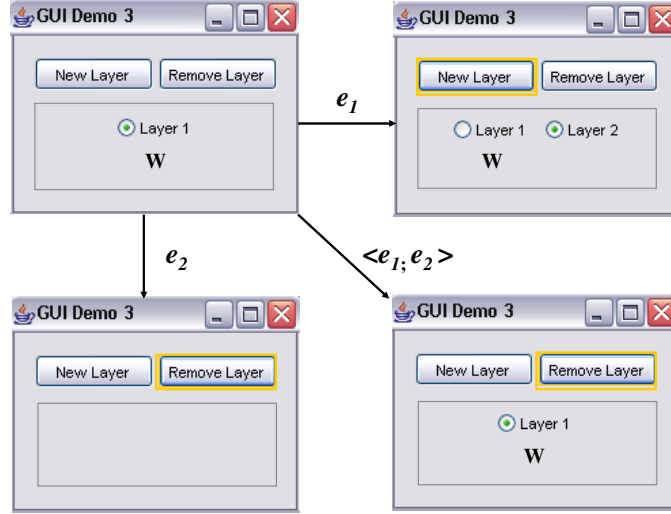 GUI Demo 3
New Layer Remove Layer
Layer 1
W
e1
GUI Demo 3
New Layer Remove Layer
Layer 1 Layer 2
W
e2
<e1; e2 >
GUI Demo 3
New Layer Remove Layer
GUI Demo 3
New Layer Remove Layer
Layer 1
W